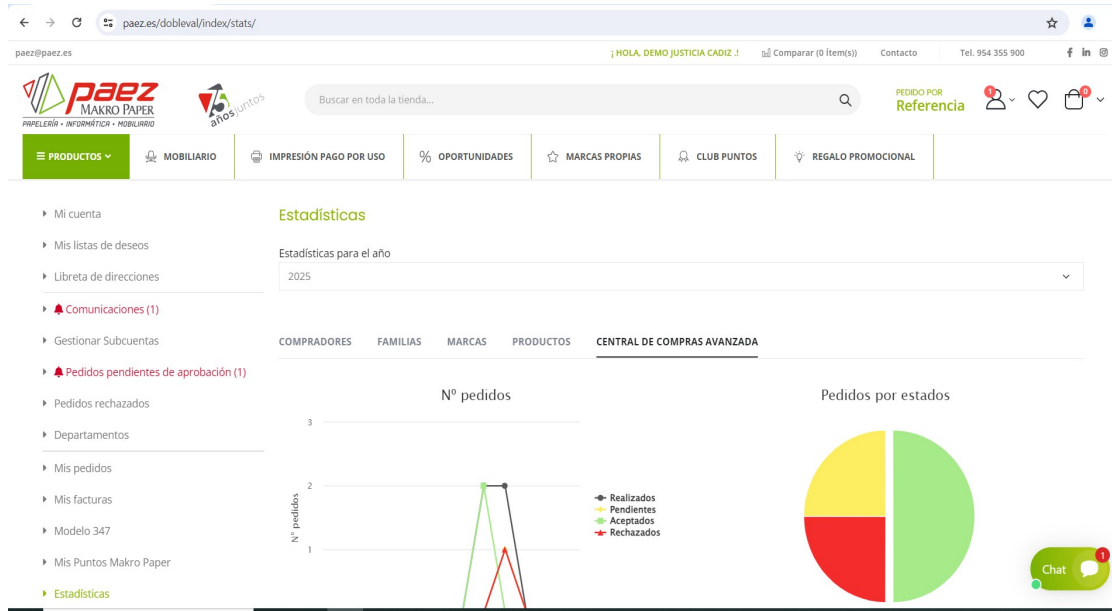 paez.es/dobleval/index/stats/
paez@paez.es
¡ HOLA, DEMO JUSTICIA CADIZ .!
Comparar (0 Ítem(s))
Contacto
Tel. 954 355 900
paez
MAKRO PAPER
PAPELERÍA • INFORMÁTICA • MOBILIARIO
años juntos
Buscar en toda la tienda...
PEDIDO POR
Referencia
1
0
PRODUCTOS
MOBILIARIO
IMPRESIÓN PAGO POR USO
OPORTUNIDADES
MARCAS PROPIAS
CLUB PUNTOS
REGALO PROMOCIONAL
Mi cuenta
Mis listas de deseos
Libreta de direcciones
Comunicaciones (1)
Gestionar Subcuentas
Pedidos pendientes de aprobación (1)
Pedidos rechazados
Departamentos
Mis pedidos
Mis facturas
Modelo 347
Mis Puntos Makro Paper
Estadísticas
Estadísticas
Estadísticas para el año
2025
COMPRADORES
FAMILIAS
MARCAS
PRODUCTOS
CENTRAL DE COMPRAS AVANZADA
Nº pedidos
3
2
1
Nº pedidos
Realizados
Pendientes
Aceptados
Rechazados
Pedidos por estados
Chat
1